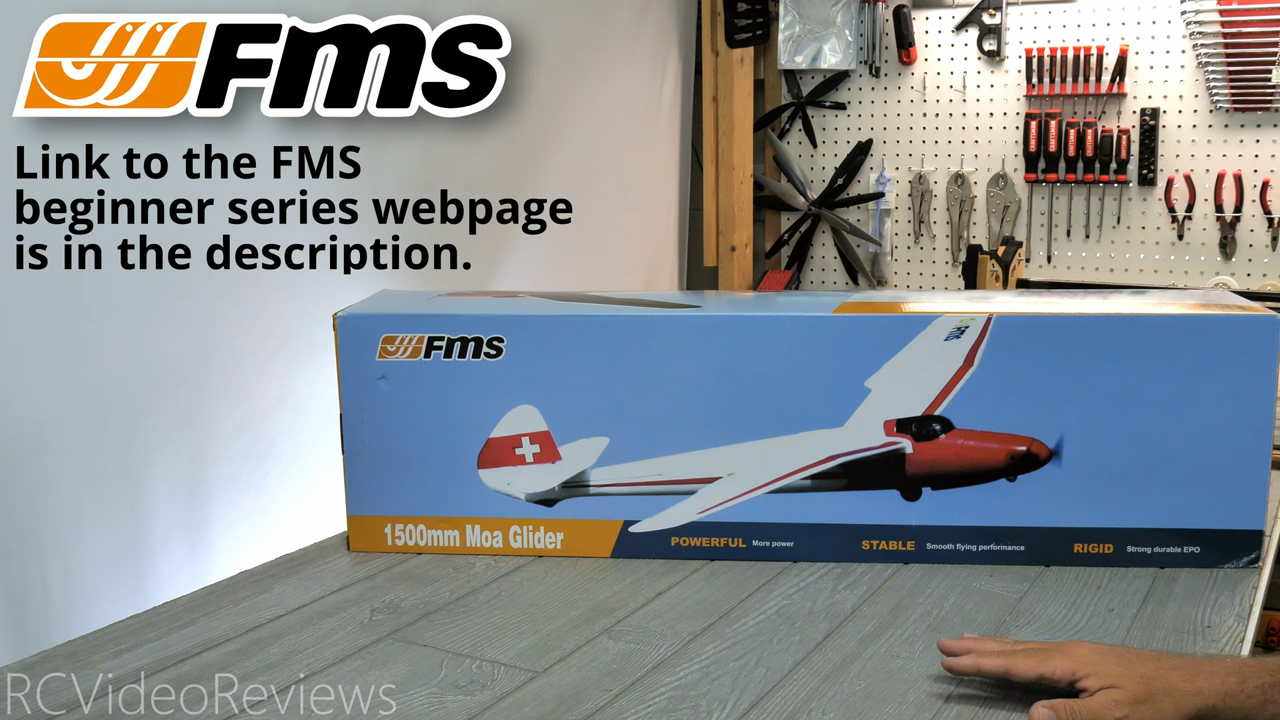 FMS
Link to the FMS
beginner series webpage
is in the description.
FMS
FMS
1500mm Moa Glider
POWERFUL More power
STABLE Smooth flying performance
RIGID Strong durable EPO
RCVideoReviews